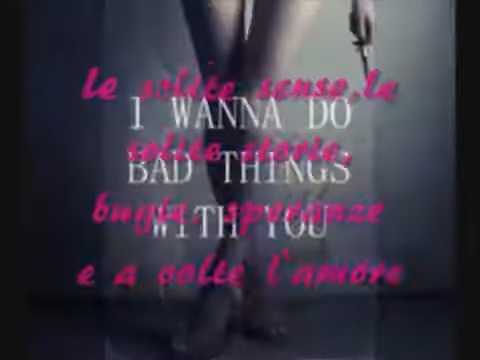 le solite scuse,le
I WANNA DO
solite storie,
BAD THINGS
bugie, speranze
WITH YOU
e a volte l'amore